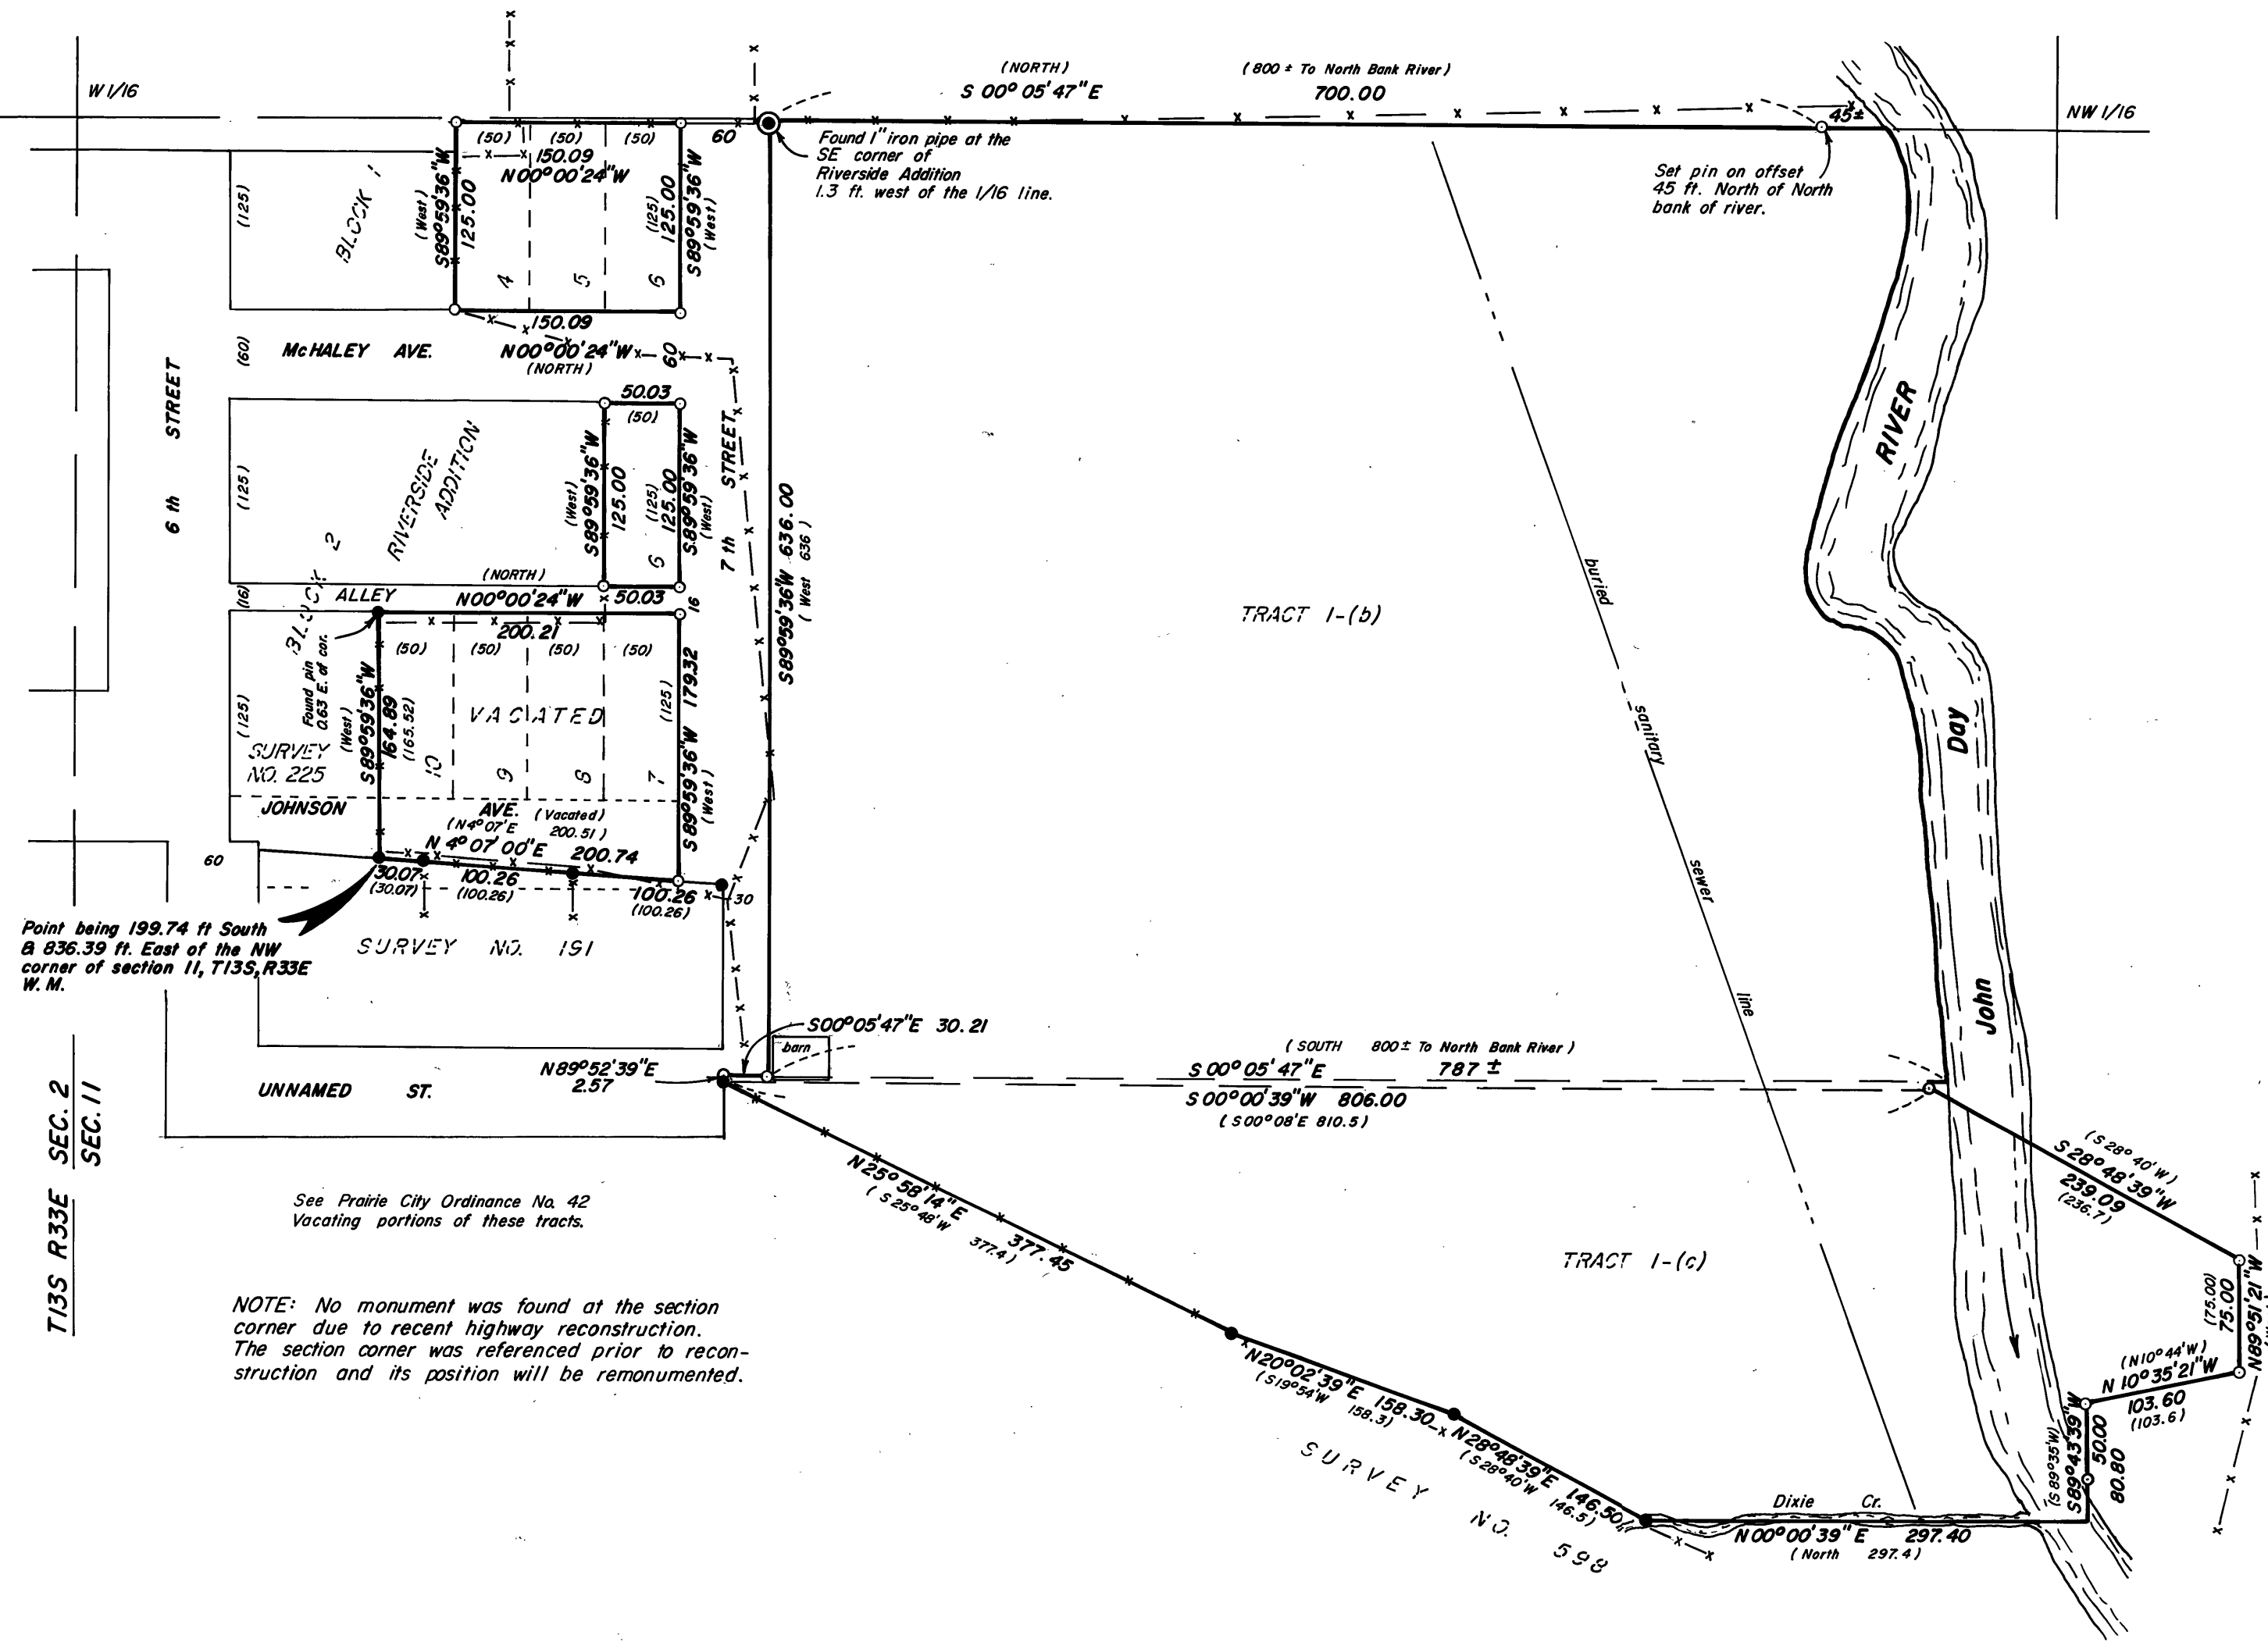 W 1/16
(NORTH)
S 00° 05' 47" E
(800 ± To North Bank River)
700.00
45±
NW 1/16
Found 1" iron pipe at the
SE corner of
Riverside Addition
1.3 ft. west of the 1/16 line.
Set pin on offset
45 ft. North of North
bank of river.
(50)
(50)
(50)
60
150.09
N00°00'24"W
(125)
BLOCK 1
(West)
S89°59'36"W
125.00
4
5
6
(125)
125.00
S89°59'36"W
(West)
150.09
N00°00'24"W
(NORTH)
60
(60)
McHALEY AVE.
6 th STREET
50.03
(50)
(125)
RIVERSIDE
ADDITION
BLOCK 2
(West)
S89°59'36"W
125.00
6
(125)
125.00
S89°59'36"W
(West)
7 th STREET
S89°59'36"W 636.00
(West 636)
(NORTH)
(16)
ALLEY
N00°00'24"W
50.03
16
200.21
(50)
(50)
(50)
(50)
Found pin
0.63 E. of cor.
(125)
(West)
S89°59'36"W
164.89
(165.52)
VACATED
10
9
8
7
(125)
S89°59'36"W 179.32
(West)
SURVEY
NO. 225
JOHNSON AVE. (Vacated)
(N4°07'E 200.51)
N 4° 07' 00" E 200.74
60
30.07
(30.07)
100.26
(100.26)
100.26
(100.26)
30
Point being 199.74 ft South
& 836.39 ft. East of the NW
corner of section 11, T13S, R33E
W. M.
SURVEY NO. 191
S00°05'47"E 30.21
barn
N89°52'39"E
2.57
UNNAMED ST.
T13S R33E SEC. 2
SEC. 11
See Prairie City Ordinance No. 42
Vacating portions of these tracts.
NOTE: No monument was found at the section
corner due to recent highway reconstruction.
The section corner was referenced prior to recon-
struction and its position will be remonumented.
TRACT 1-(b)
buried
sanitary
sewer
line
RIVER
Day
John
(SOUTH 800± To North Bank River)
S 00° 05' 47" E 787 ±
S 00° 00' 39" W 806.00
(S 00° 08' E 810.5)
N25° 58' 14" E 377.45
(S 25° 48' W 377.4)
TRACT 1-(c)
N20°02'39"E 158.30
(S19°54'W 158.3)
N28°48'39"E 146.50
(S28°40'W 146.5)
SURVEY NO. 598
Dixie Cr.
N00°00'39" E 297.40
(North 297.4)
(S 28° 40' W)
S 28° 48' 39" W
239.09
(236.7)
(75.00)
75.00
N89°51'21"W
(N10°44'W)
N 10° 35' 21" W
103.60
(103.6)
(S 89°35'W)
S89°43'39"W
50.00
80.80